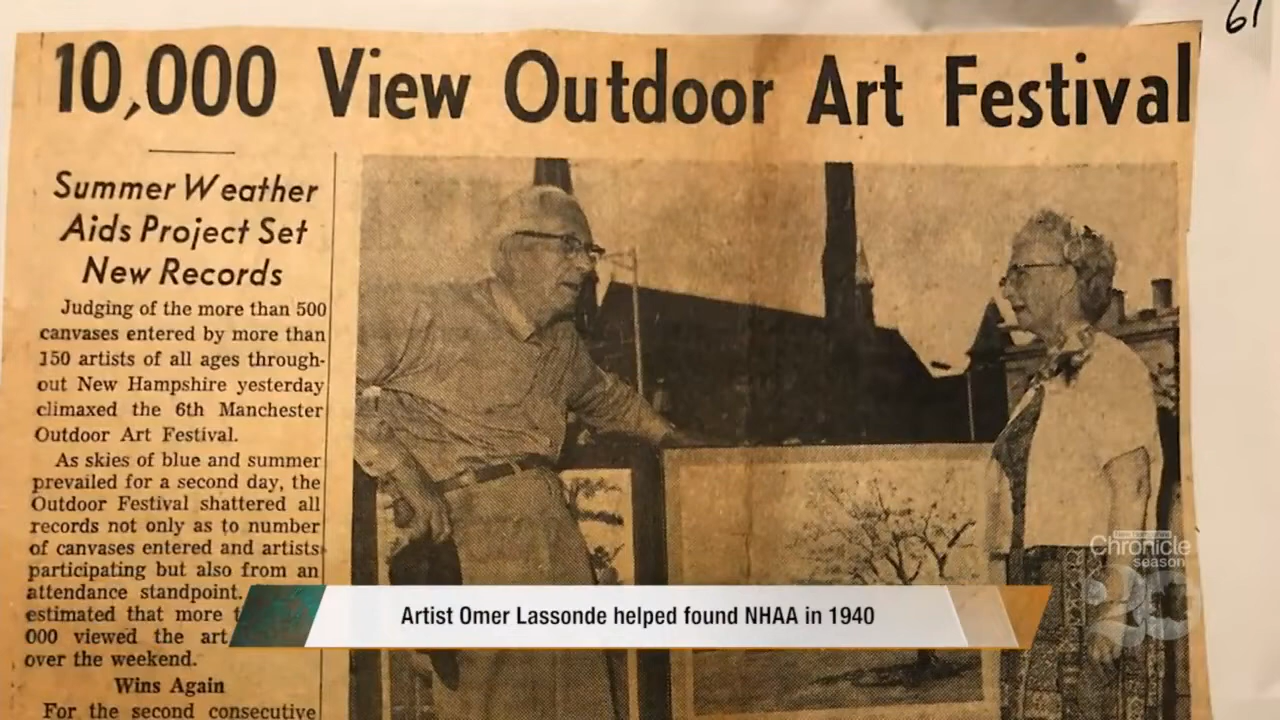 61
10,000 View Outdoor Art Festival
Summer Weather
Aids Project Set
New Records
Judging of the more than 500
canvases entered by more than
150 artists of all ages through-
out New Hampshire yesterday
climaxed the 6th Manchester
Outdoor Art Festival.
As skies of blue and summer
prevailed for a second day, the
Outdoor Festival shattered all
records not only as to number
of canvases entered and artists
participating but also from an
attendance standpoint.
estimated that more
000 viewed the art
over the weekend.
Wins Again
For the second consecutive
Artist Omer Lassonde helped found NHAA in 1940
Chronicle
season
25